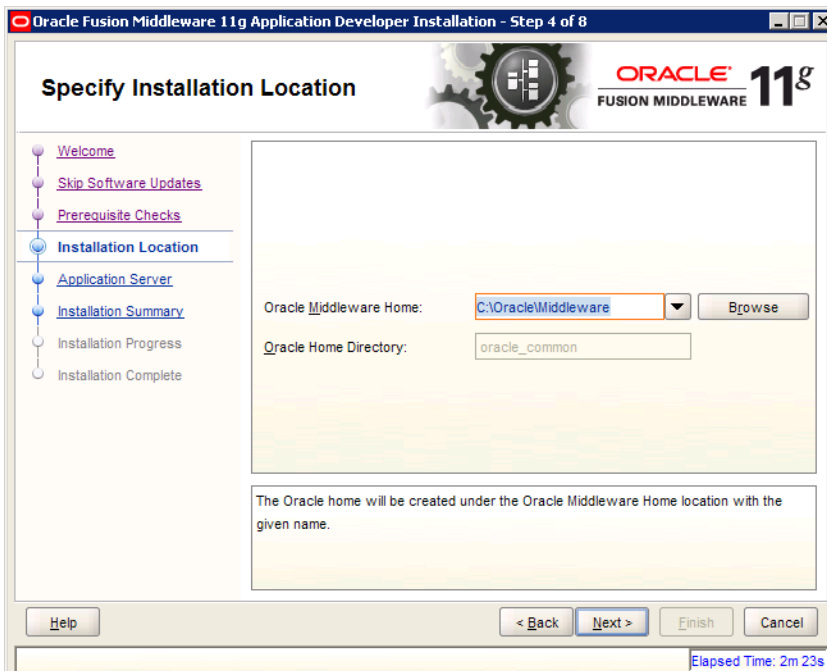 Oracle Fusion Middleware 11g Application Developer Installation - Step 4 of 8
Specify Installation Location
ORACLE®
FUSION MIDDLEWARE 11g
Welcome
Skip Software Updates
Prerequisite Checks
Installation Location
Application Server
Installation Summary
Installation Progress
Installation Complete
Oracle Middleware Home: C:\Oracle\Middleware Browse
Oracle Home Directory: oracle_common
The Oracle home will be created under the Oracle Middleware Home location with the
given name.
Help < Back Next > Finish Cancel
Elapsed Time: 2m 23s